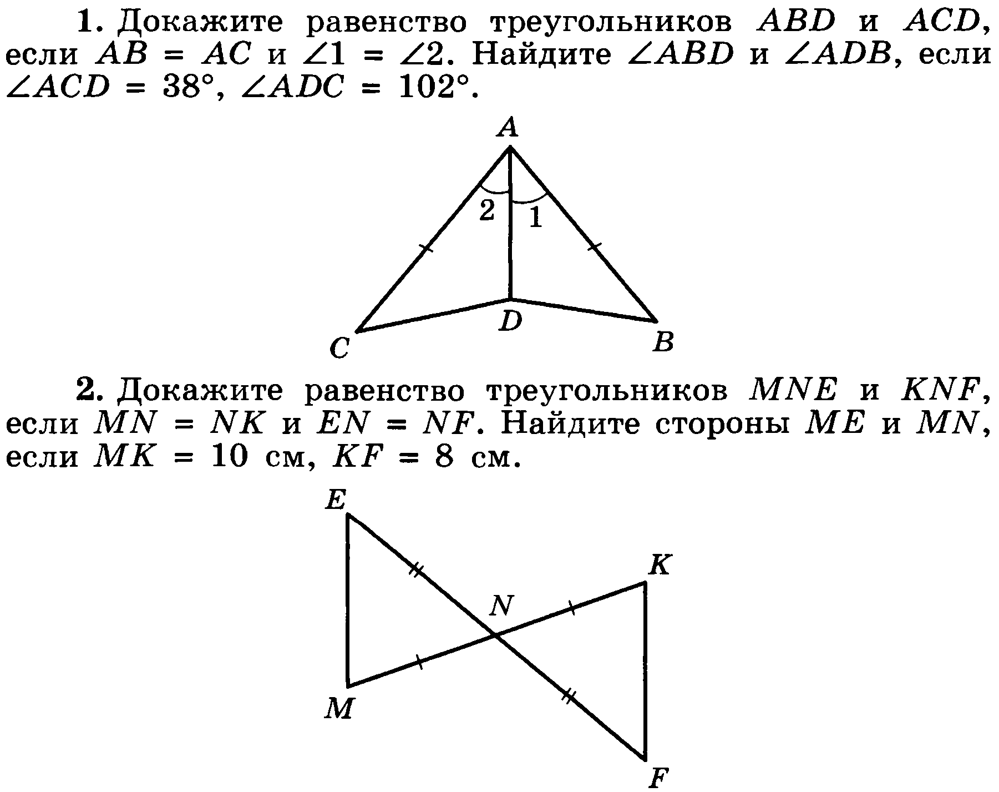 1. Докажите равенство треугольников ABD и ACD,
если AB = AC и ∠1 = ∠2. Найдите ∠ABD и ∠ADB, если
∠ACD = 38°, ∠ADC = 102°.
A
2
1
D
C
B
2. Докажите равенство треугольников MNE и KNF,
если MN = NK и EN = NF. Найдите стороны ME и MN,
если MK = 10 см, KF = 8 см.
E
K
N
M
F